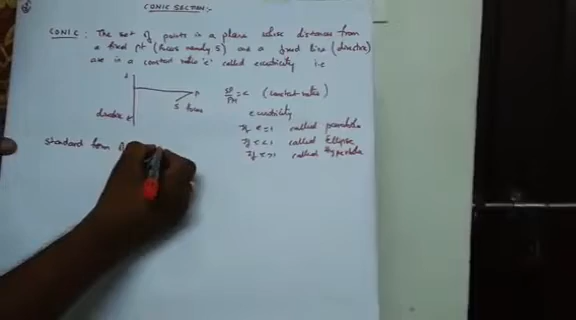 CONIC SECTION:-
CONIC : The set of points in a plane whose distances from
a fixed pt (focus namely S) and a fixed line (directrix)
are in a constant ratio 'e' called eccentricity i.e
P
S focus
directrix
SP/PM = e (constant ratio)
eccentricity
If e=1 called parabola
If e<1 called Ellipse
If e>1 called Hyperbola
standard form